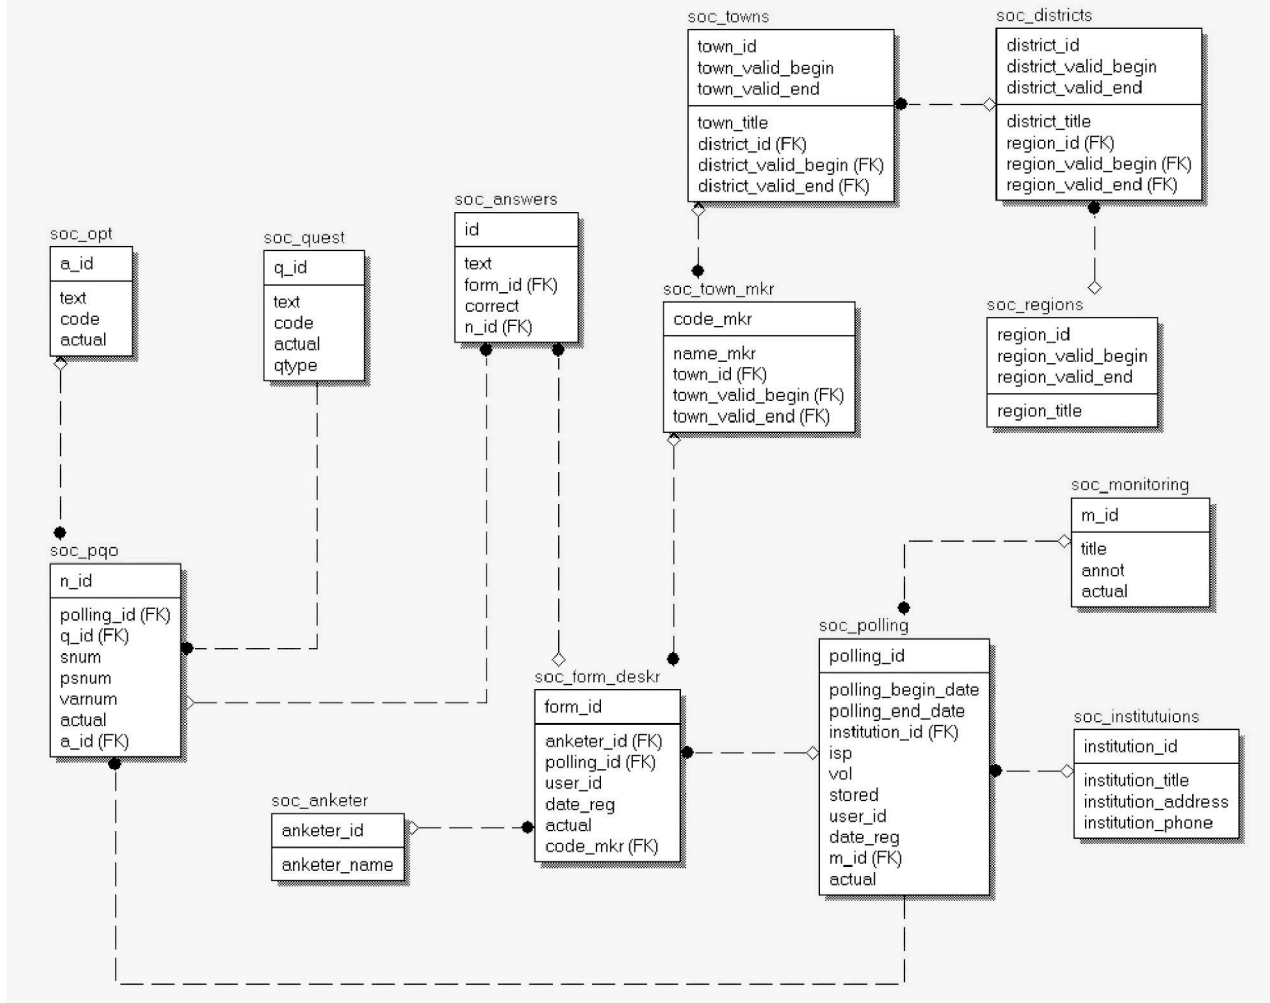 soc_towns
town_id
town_valid_begin
town_valid_end
town_title
district_id (FK)
district_valid_begin (FK)
district_valid_end (FK)
soc_districts
district_id
district_valid_begin
district_valid_end
district_title
region_id (FK)
region_valid_begin (FK)
region_valid_end (FK)
soc_opt
a_id
text
code
actual
soc_quest
q_id
text
code
actual
qtype
soc_answers
id
text
form_id (FK)
correct
n_id (FK)
soc_town_mkr
code_mkr
name_mkr
town_id (FK)
town_valid_begin (FK)
town_valid_end (FK)
soc_regions
region_id
region_valid_begin
region_valid_end
region_title
soc_monitoring
m_id
title
annot
actual
soc_pqo
n_id
polling_id (FK)
q_id (FK)
snum
psnum
varnum
actual
a_id (FK)
soc_form_deskr
form_id
anketer_id (FK)
polling_id (FK)
user_id
date_reg
actual
code_mkr (FK)
soc_polling
polling_id
polling_begin_date
polling_end_date
institution_id (FK)
isp
vol
stored
user_id
date_reg
m_id (FK)
actual
soc_institutuions
institution_id
institution_title
institution_address
institution_phone
soc_anketer
anketer_id
anketer_name